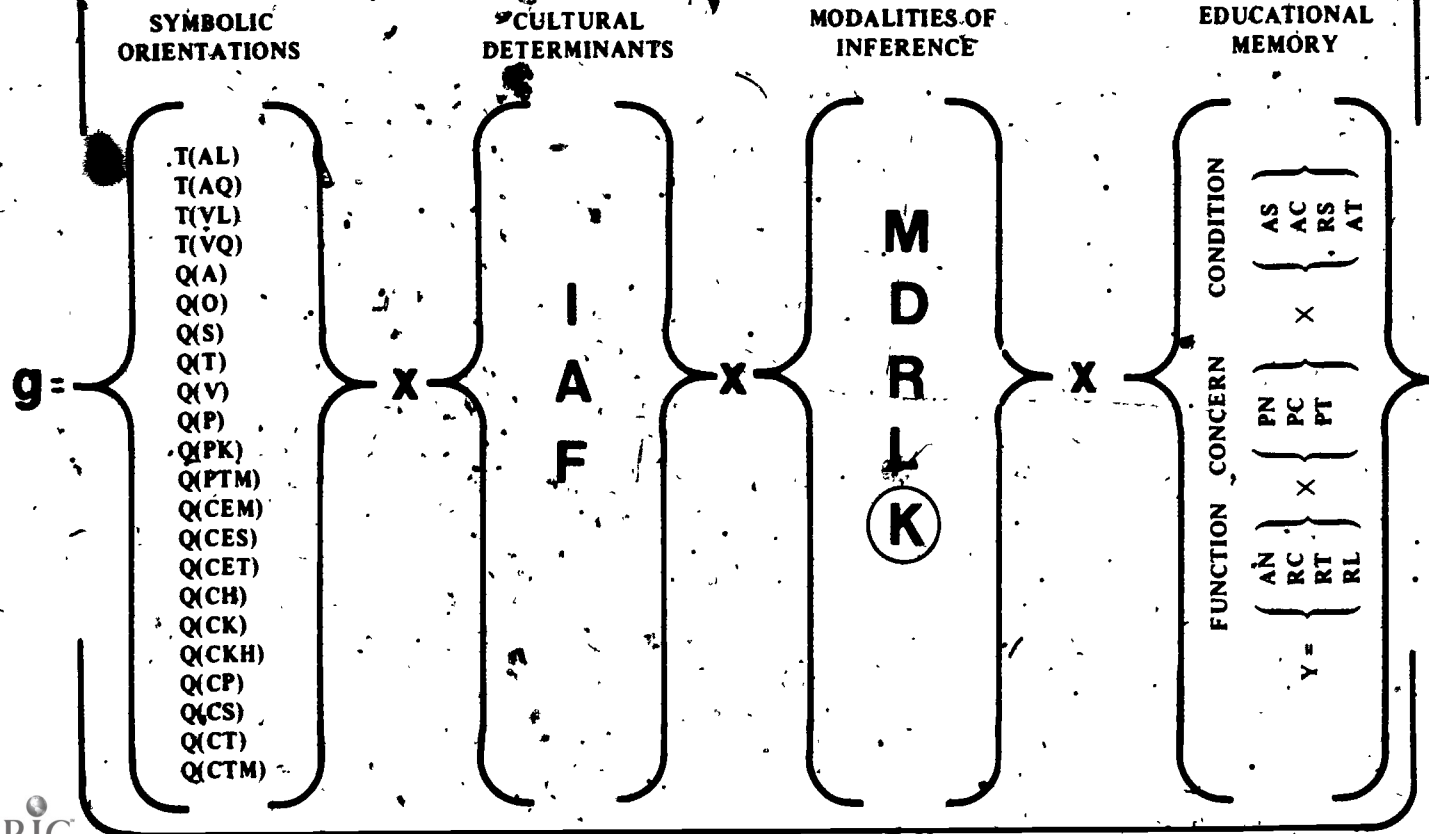 SYMBOLIC
ORIENTATIONS
CULTURAL
DETERMINANTS
MODALITIES OF
INFERENCE
EDUCATIONAL
MEMORY
g =
T(AL)
T(AQ)
T(VL)
T(VQ)
Q(A)
Q(O)
Q(S)
Q(T)
Q(V)
Q(P)
Q(PK)
Q(PTM)
Q(CEM)
Q(CES)
Q(CET)
Q(CH)
Q(CK)
Q(CKH)
Q(CP)
Q(CS)
Q(CT)
Q(CTM)
X
I
A
F
X
M
D
R
L
K
X
FUNCTION CONCERN CONDITION
Y =
AN
RC
RT
RL
X
PN
PC
PT
X
AS
AC
RS
AT